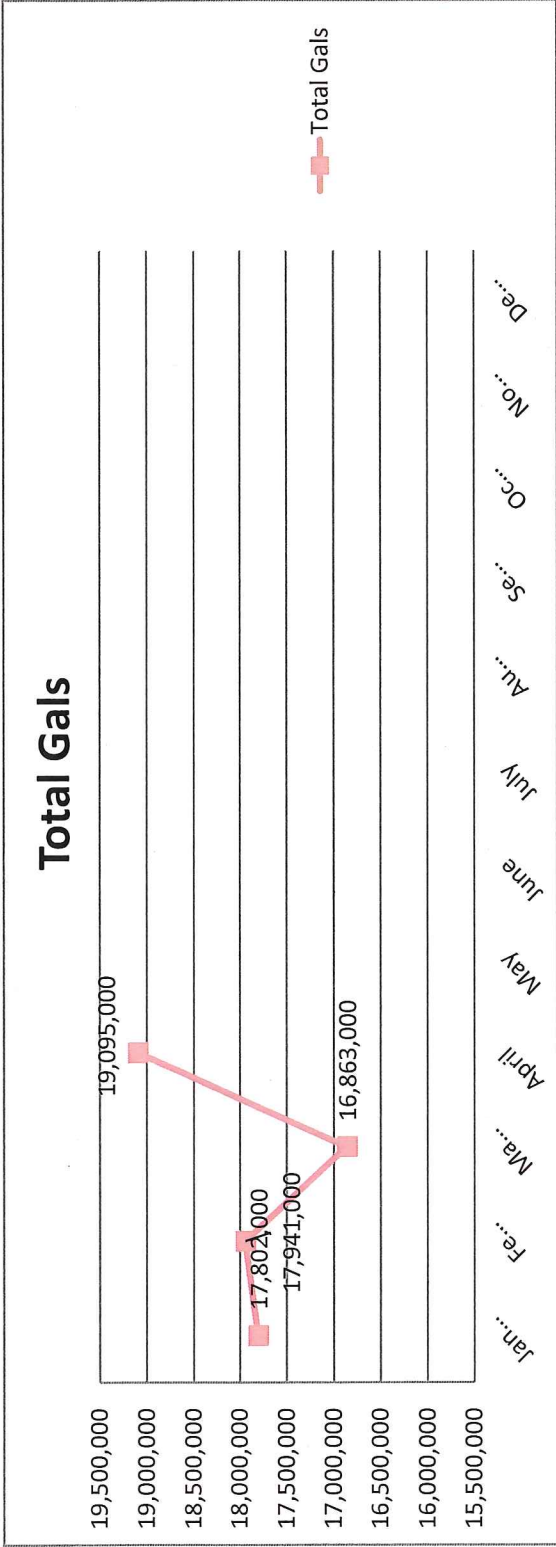 Total Gals
19,500,000
19,000,000
18,500,000
18,000,000
17,500,000
17,000,000
16,500,000
16,000,000
15,500,000
19,095,000
17,802,000
17,941,000
16,863,000
Jan...
Fe...
Ma...
April
May
June
July
Au...
Se...
Oc...
No...
De...
Total Gals